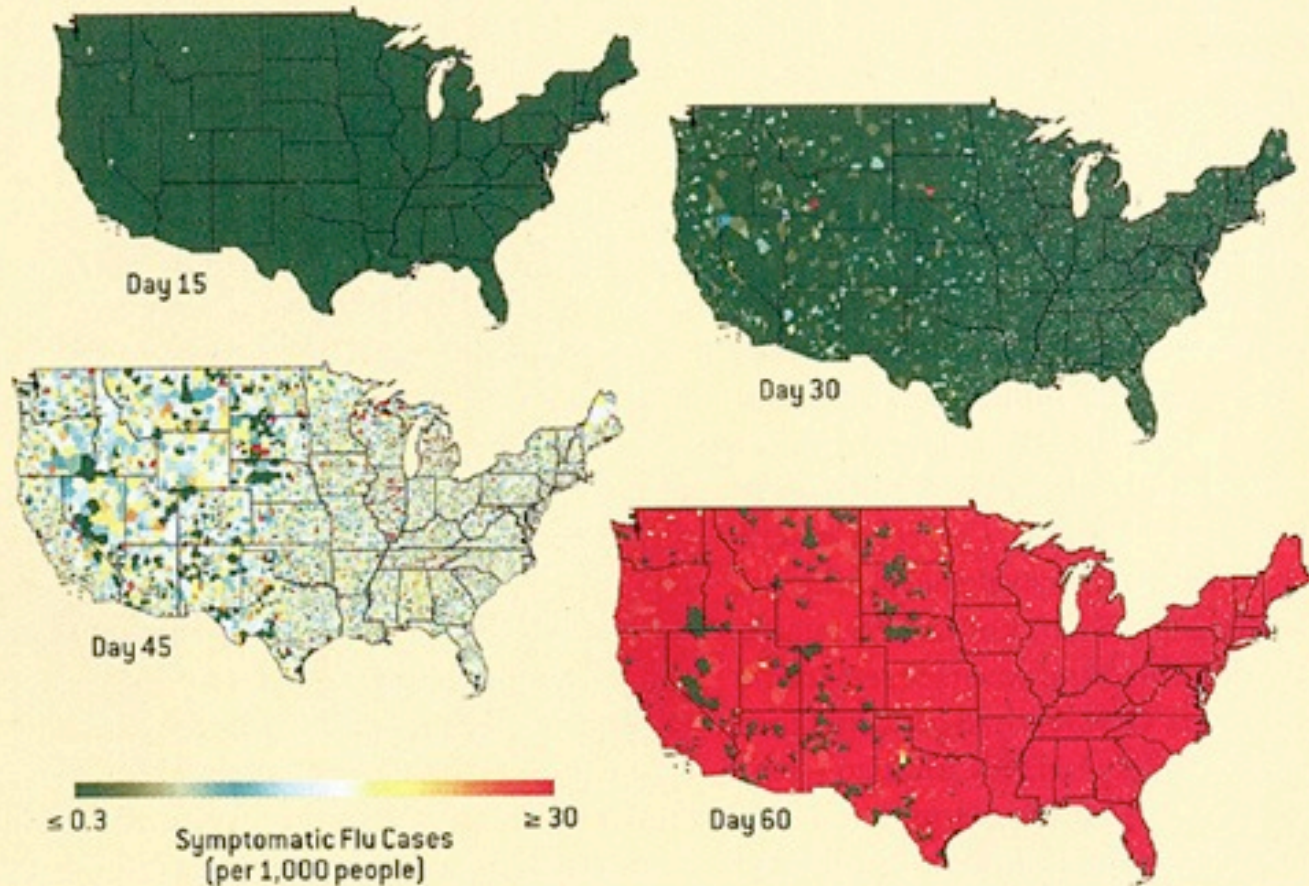 Day 15
Day 30
Day 45
Day 60
≤ 0.3
≥ 30
Symptomatic Flu Cases
(per 1,000 people)